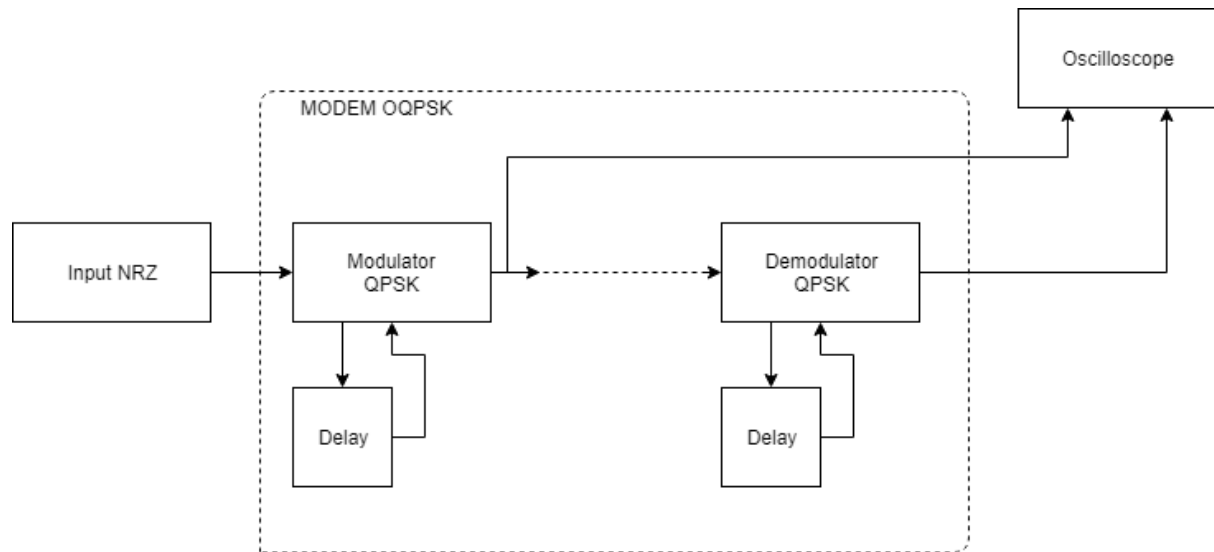 Oscilloscope
MODEM OQPSK
Input NRZ
Modulator
QPSK
Demodulator
QPSK
Delay
Delay